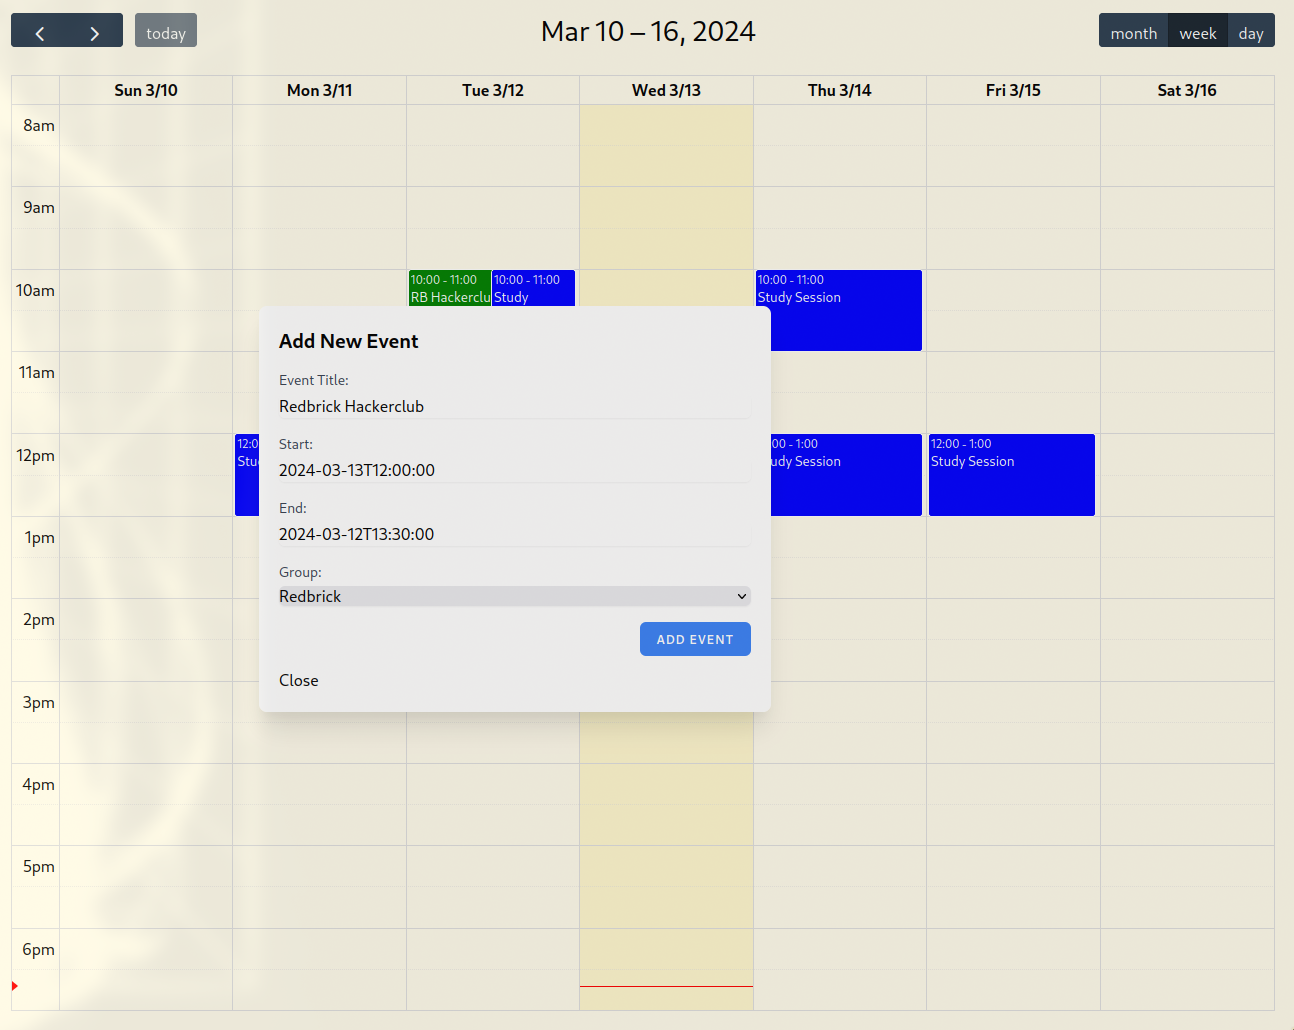 today
Mar 10 – 16, 2024
month week day
Sun 3/10 Mon 3/11 Tue 3/12 Wed 3/13 Thu 3/14 Fri 3/15 Sat 3/16
8am
9am
10am
10:00 - 11:00
RB Hackerclu
10:00 - 11:00
Study
10:00 - 11:00
Study Session
11am
12pm
12:0
Stu
00 - 1:00
udy Session
12:00 - 1:00
Study Session
1pm
2pm
3pm
4pm
5pm
6pm
Add New Event
Event Title:
Redbrick Hackerclub
Start:
2024-03-13T12:00:00
End:
2024-03-12T13:30:00
Group:
Redbrick
ADD EVENT
Close